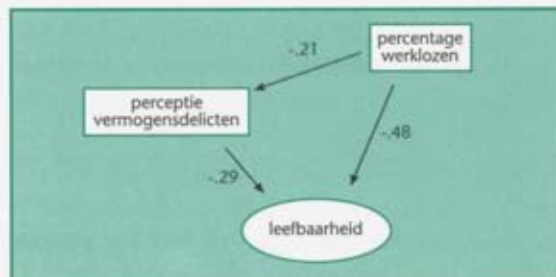 percentage
werklozen
-.21
perceptie
vermogensdelicten
-.48
-.29
leefbaarheid